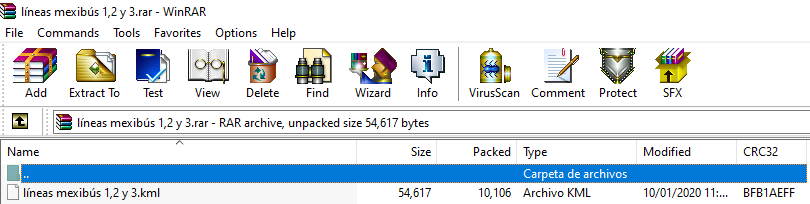 líneas mexibús 1,2 y 3.rar - WinRAR
File Commands Tools Favorites Options Help
Add Extract To Test View Delete Find Wizard Info VirusScan Comment Protect SFX
líneas mexibús 1,2 y 3.rar - RAR archive, unpacked size 54,617 bytes
Name Size Packed Type Modified CRC32
.. Carpeta de archivos
líneas mexibús 1,2 y 3.kml 54,617 10,106 Archivo KML 10/01/2020 11:... BFB1AEFF